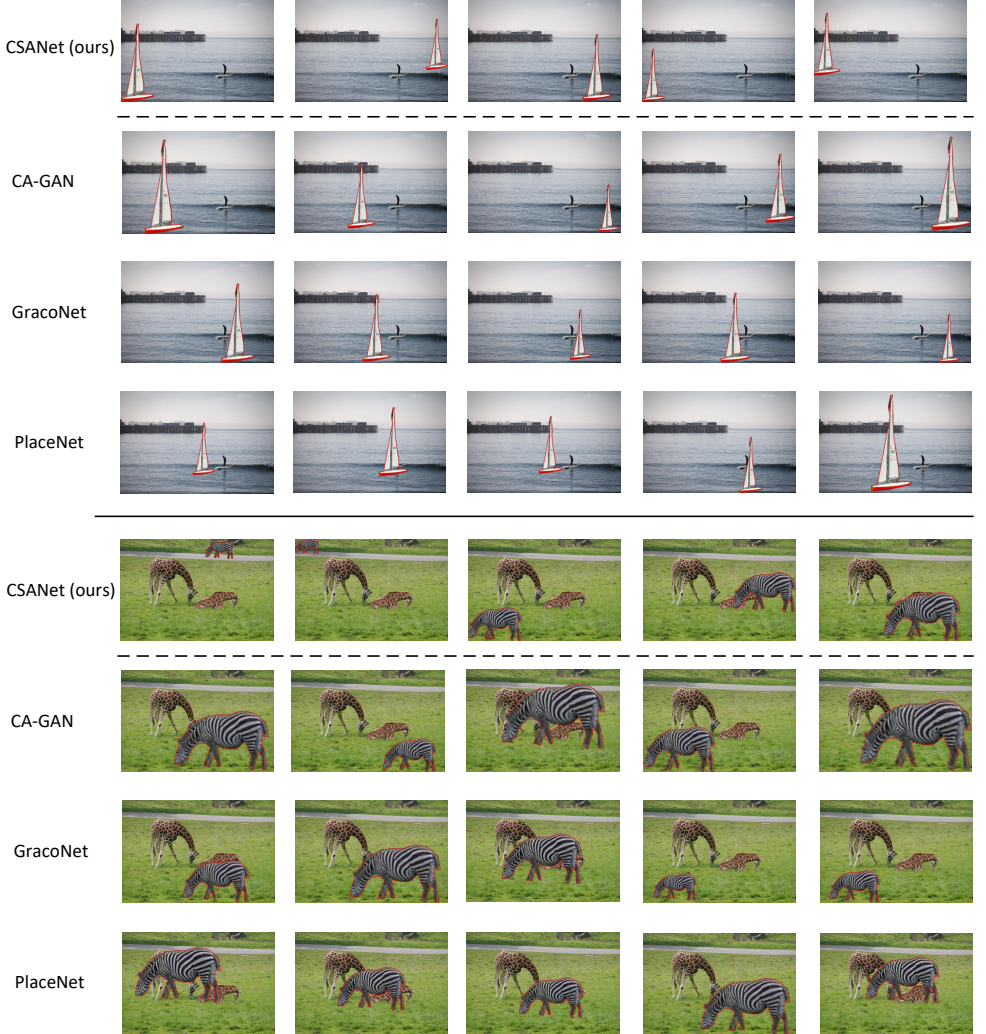 CSANet (ours)
CA-GAN
GracoNet
PlaceNet
CSANet (ours)
CA-GAN
GracoNet
PlaceNet